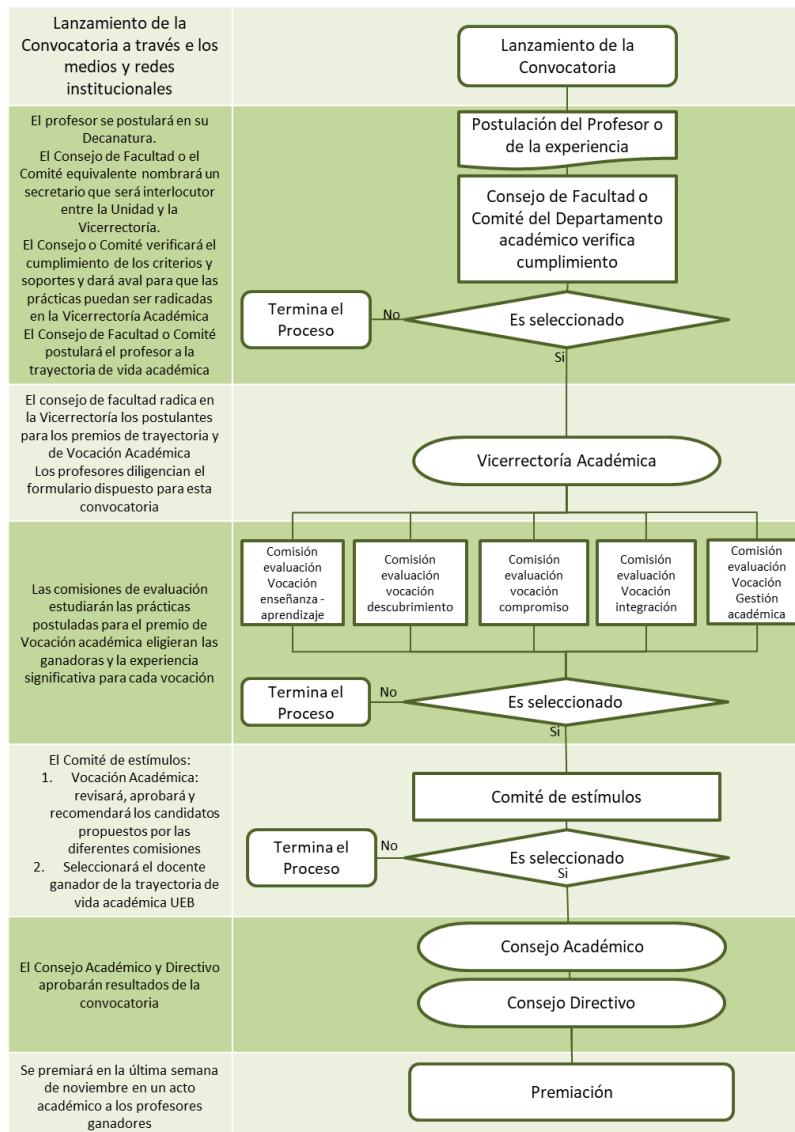 Lanzamiento de la
Convocatoria a través e los
medios y redes
institucionales
Lanzamiento de la
Convocatoria
El profesor se postulará en su
Decanatura.
El Consejo de Facultad o el
Comité equivalente nombrará un
secretario que será interlocutor
entre la Unidad y la
Vicerrectoría.
El Consejo o Comité verificará el
cumplimiento de los criterios y
soportes y dará aval para que las
prácticas puedan ser radicadas
en la Vicerrectoría Académica
El Consejo de Facultad o Comité
postulará el profesor a la
trayectoria de vida académica
Postulación del Profesor o
de la experiencia
Consejo de Facultad o
Comité del Departamento
académico verifica
cumplimiento
Termina el
Proceso
No
Es seleccionado
Si
El consejo de facultad radica en
la Vicerrectoría los postulantes
para los premios de trayectoria y
de Vocación Académica
Los profesores diligencian el
formulario dispuesto para esta
convocatoria
Vicerrectoría Académica
Las comisiones de evaluación
estudiarán las prácticas
postuladas para el premio de
Vocación académica eligieran las
ganadoras y la experiencia
significativa para cada vocación
Comisión
evaluación
Vocación
enseñanza -
aprendizaje
Comisión
evaluación
vocación
descubrimiento
Comisión
evaluación
vocación
compromiso
Comisión
evaluación
Vocación
integración
Comisión
evaluación
Vocación
Gestión
académica
Termina el
Proceso
No
Es seleccionado
Si
El Comité de estímulos:
1. Vocación Académica:
revisará, aprobará y
recomendará los candidatos
propuestos por las
diferentes comisiones
2. Seleccionará el docente
ganador de la trayectoria de
vida académica UEB
Comité de estímulos
Termina el
Proceso
No
Es seleccionado
Si
El Consejo Académico y Directivo
aprobarán resultados de la
convocatoria
Consejo Académico
Consejo Directivo
Se premiará en la última semana
de noviembre en un acto
académico a los profesores
ganadores
Premiación